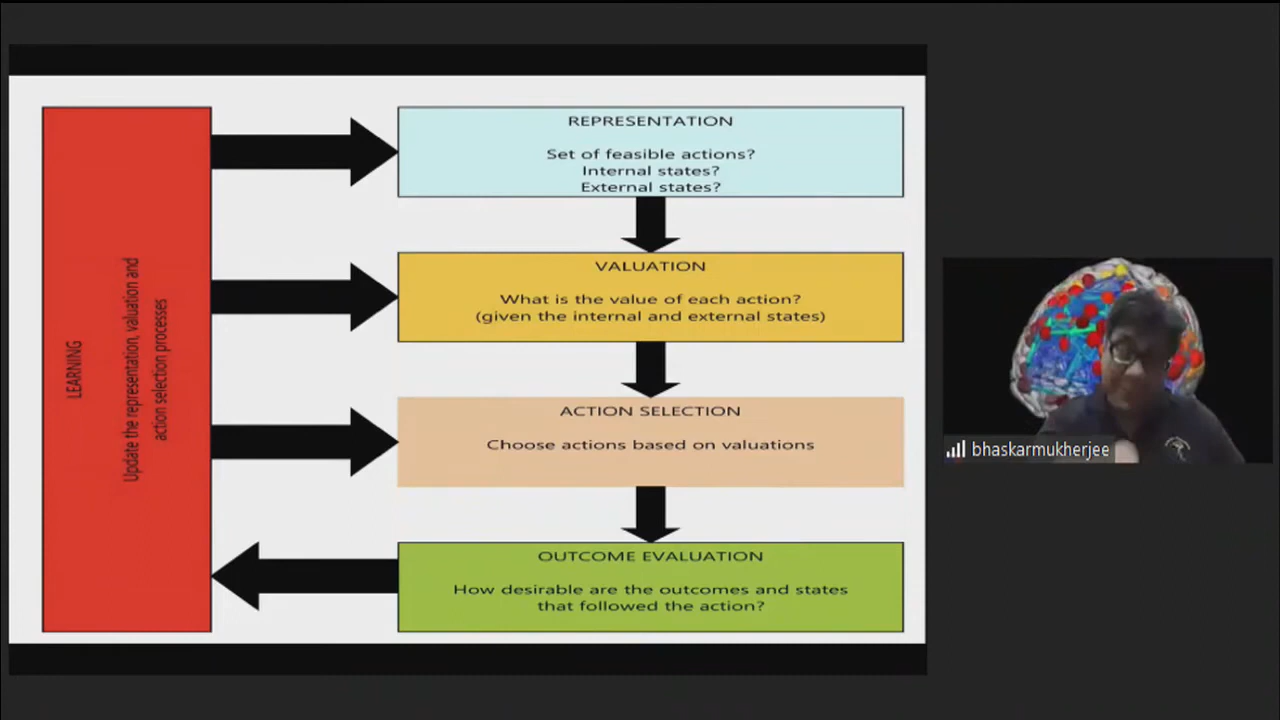 LEARNING
Update the representation, valuation and
action selection processes
REPRESENTATION
Set of feasible actions?
Internal states?
External states?
VALUATION
What is the value of each action?
(given the internal and external states)
ACTION SELECTION
Choose actions based on valuations
OUTCOME EVALUATION
How desirable are the outcomes and states
that followed the action?
bhaskarmukherjee